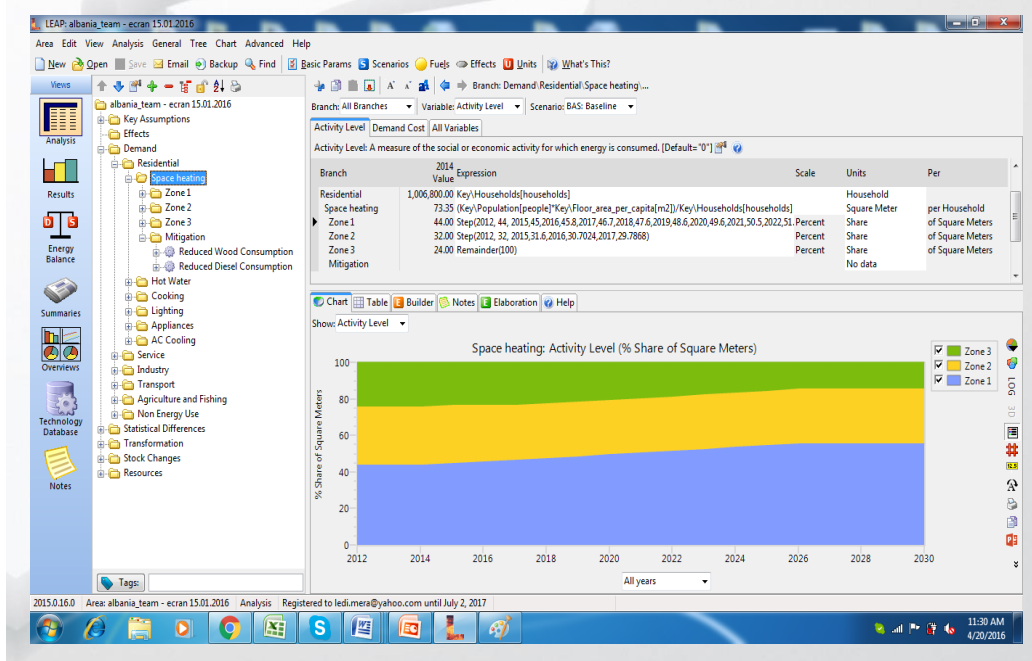 LEAP: albania_team - ecran 15.01.2016
Area Edit View Analysis General Tree Chart Advanced Help
New Open Save Email Backup Find Basic Params Scenarios Fuels Effects Units What's This?
Views
Analysis
Results
Energy Balance
Summaries
Overviews
Technology Database
Notes
albania_team - ecran 15.01.2016
Key Assumptions
Effects
Demand
Residential
Space heating
Zone 1
Zone 2
Zone 3
Mitigation
Reduced Wood Consumption
Reduced Diesel Consumption
Hot Water
Cooking
Lighting
Appliances
AC Cooling
Service
Industry
Transport
Agriculture and Fishing
Non Energy Use
Statistical Differences
Transformation
Stock Changes
Resources
Tags:
Branch: Demand\Residential\Space heating\...
Branch: All Branches Variable: Activity Level Scenario: BAS: Baseline
Activity Level Demand Cost All Variables
Activity Level: A measure of the social or economic activity for which energy is consumed. [Default="0"]
Branch 2014 Value Expression Scale Units Per
Residential 1,006,800.00 Key\Households[households] Household
Space heating 73.35 (Key\Population[people]*Key\Floor_area_per_capita[m2])/Key\Households[households] Square Meter per Household
Zone 1 44.00 Step(2012, 44, 2015,45,2016,45.8,2017,46.7,2018,47.6,2019,48.6,2020,49.6,2021,50.5,2022,51. Percent Share of Square Meters
Zone 2 32.00 Step(2012, 32, 2015,31.6,2016,30.7024,2017,29.7868) Percent Share of Square Meters
Zone 3 24.00 Remainder(100) Percent Share of Square Meters
Mitigation No data
Chart Table Builder Notes Elaboration Help
Show: Activity Level
Space heating: Activity Level (% Share of Square Meters)
% Share of Square Meters
100
80
60
40
20
0
2012 2014 2016 2018 2020 2022 2024 2026 2028 2030
Zone 3
Zone 2
Zone 1
LOG
3D
12.5
All years
2015.0.16.0 Area: albania_team - ecran 15.01.2016 Analysis Registered to ledi.mera@yahoo.com until July 2, 2017
11:30 AM
4/20/2016